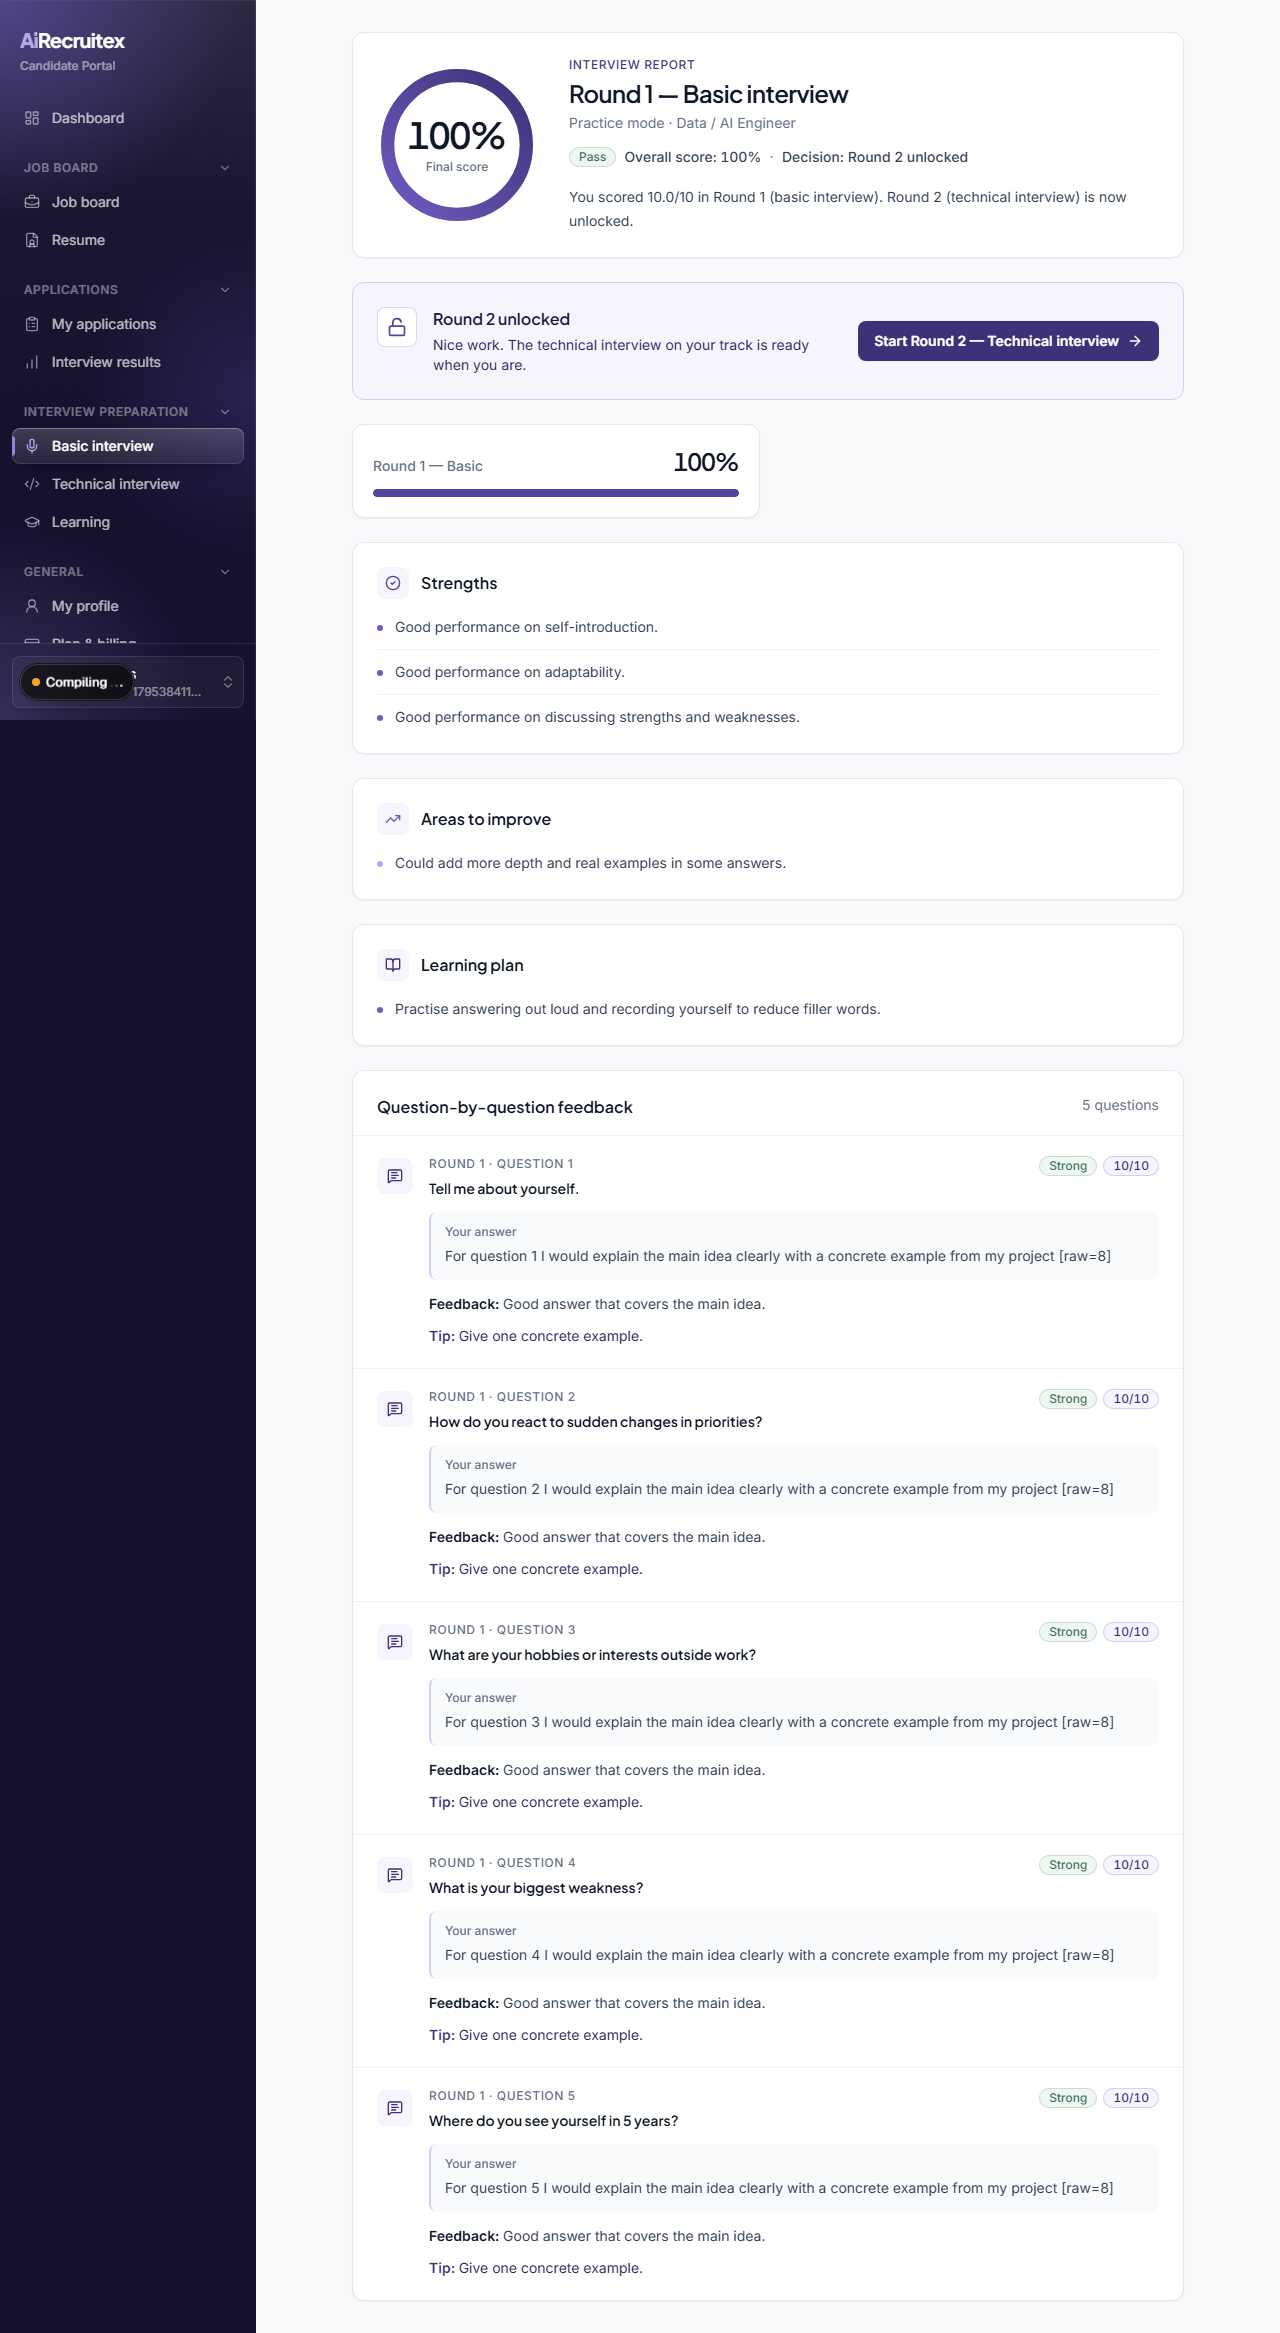 AiRecruitex
Candidate Portal
Dashboard
JOB BOARD
Job board
Resume
APPLICATIONS
My applications
Interview results
INTERVIEW PREPARATION
Basic interview
Technical interview
Learning
GENERAL
My profile
Plan & billing
Compiling ...
179538411...
INTERVIEW REPORT
Round 1 — Basic interview
Practice mode · Data / AI Engineer
100%
Final score
Pass Overall score: 100% · Decision: Round 2 unlocked
You scored 10.0/10 in Round 1 (basic interview). Round 2 (technical interview) is now
unlocked.
Round 2 unlocked
Nice work. The technical interview on your track is ready
when you are.
Start Round 2 — Technical interview →
Round 1 — Basic 100%
Strengths
Good performance on self-introduction.
Good performance on adaptability.
Good performance on discussing strengths and weaknesses.
Areas to improve
Could add more depth and real examples in some answers.
Learning plan
Practise answering out loud and recording yourself to reduce filler words.
Question-by-question feedback 5 questions
ROUND 1 · QUESTION 1 Strong 10/10
Tell me about yourself.
Your answer
For question 1 I would explain the main idea clearly with a concrete example from my project [raw=8]
Feedback: Good answer that covers the main idea.
Tip: Give one concrete example.
ROUND 1 · QUESTION 2 Strong 10/10
How do you react to sudden changes in priorities?
Your answer
For question 2 I would explain the main idea clearly with a concrete example from my project [raw=8]
Feedback: Good answer that covers the main idea.
Tip: Give one concrete example.
ROUND 1 · QUESTION 3 Strong 10/10
What are your hobbies or interests outside work?
Your answer
For question 3 I would explain the main idea clearly with a concrete example from my project [raw=8]
Feedback: Good answer that covers the main idea.
Tip: Give one concrete example.
ROUND 1 · QUESTION 4 Strong 10/10
What is your biggest weakness?
Your answer
For question 4 I would explain the main idea clearly with a concrete example from my project [raw=8]
Feedback: Good answer that covers the main idea.
Tip: Give one concrete example.
ROUND 1 · QUESTION 5 Strong 10/10
Where do you see yourself in 5 years?
Your answer
For question 5 I would explain the main idea clearly with a concrete example from my project [raw=8]
Feedback: Good answer that covers the main idea.
Tip: Give one concrete example.